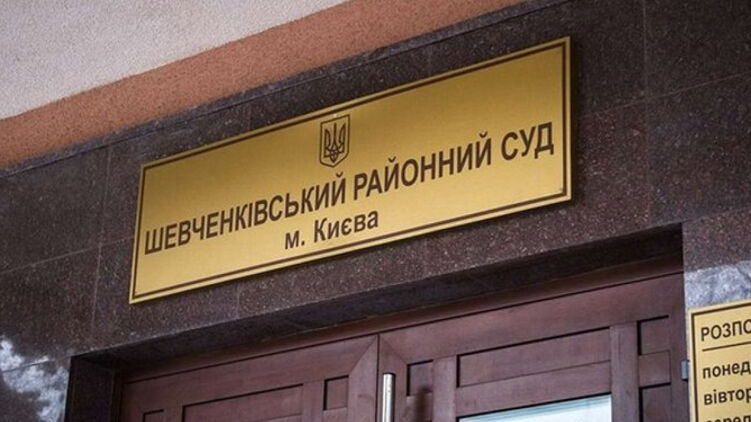 ШЕВЧЕНКІВСЬКИЙ РАЙОННИЙ СУД
м. Києва
РОЗПО
понед
вівтор